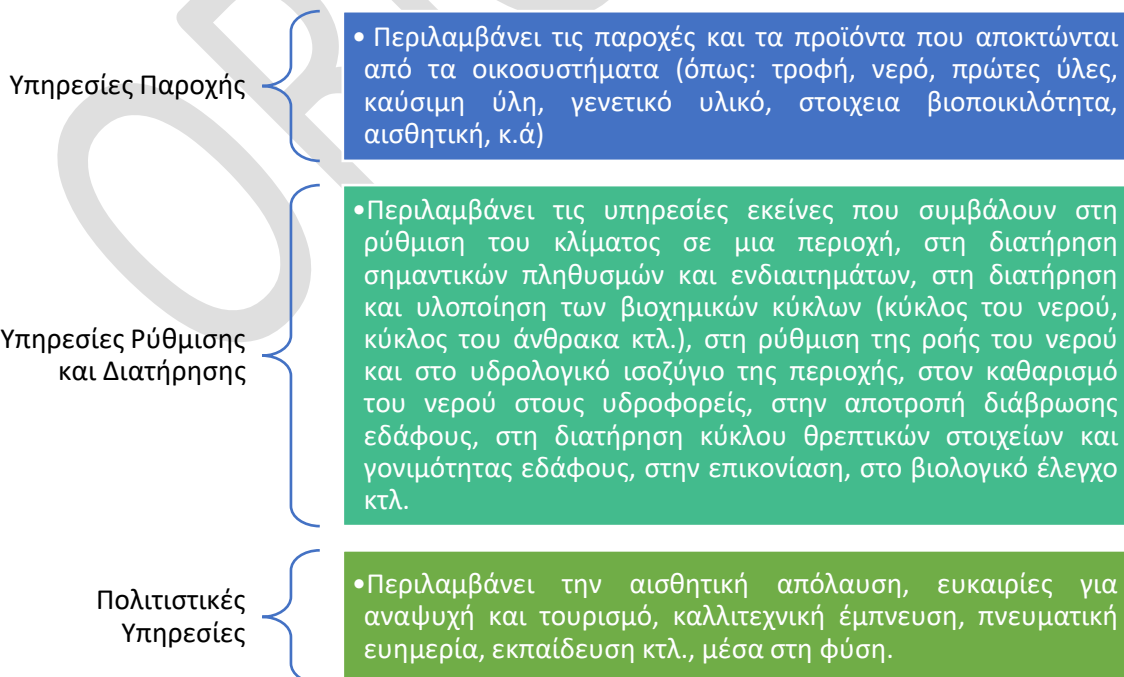 Υπηρεσίες Παροχής
• Περιλαμβάνει τις παροχές και τα προϊόντα που αποκτώνται
από τα οικοσυστήματα (όπως: τροφή, νερό, πρώτες ύλες,
καύσιμη ύλη, γενετικό υλικό, στοιχεια βιοποικιλότητα,
αισθητική, κ.ά)
Υπηρεσίες Ρύθμισης
και Διατήρησης
•Περιλαμβάνει τις υπηρεσίες εκείνες που συμβάλουν στη
ρύθμιση του κλίματος σε μια περιοχή, στη διατήρηση
σημαντικών πληθυσμών και ενδιαιτημάτων, στη διατήρηση
και υλοποίηση των βιοχημικών κύκλων (κύκλος του νερού,
κύκλος του άνθρακα κτλ.), στη ρύθμιση της ροής του νερού
και στο υδρολογικό ισοζύγιο της περιοχής, στον καθαρισμό
του νερού στους υδροφορείς, στην αποτροπή διάβρωσης
εδάφους, στη διατήρηση κύκλου θρεπτικών στοιχείων και
γονιμότητας εδάφους, στην επικονίαση, στο βιολογικό έλεγχο
κτλ.
Πολιτιστικές
Υπηρεσίες
•Περιλαμβάνει την αισθητική απόλαυση, ευκαιρίες για
αναψυχή και τουρισμό, καλλιτεχνική έμπνευση, πνευματική
ευημερία, εκπαίδευση κτλ., μέσα στη φύση.